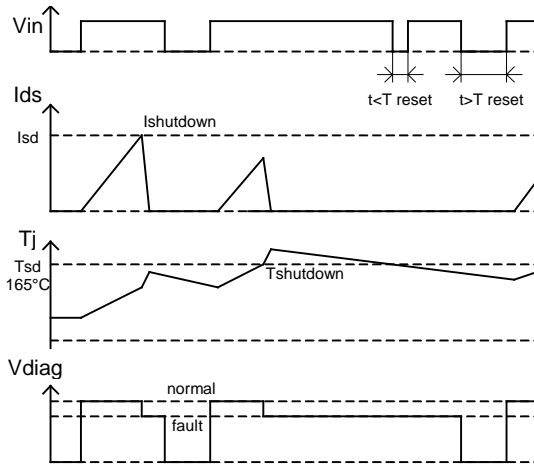 Vin
t<T reset
t>T reset
Ids
Ishutdown
Isd
Tj
Tsd
165°C
Tshutdown
Vdiag
normal
fault